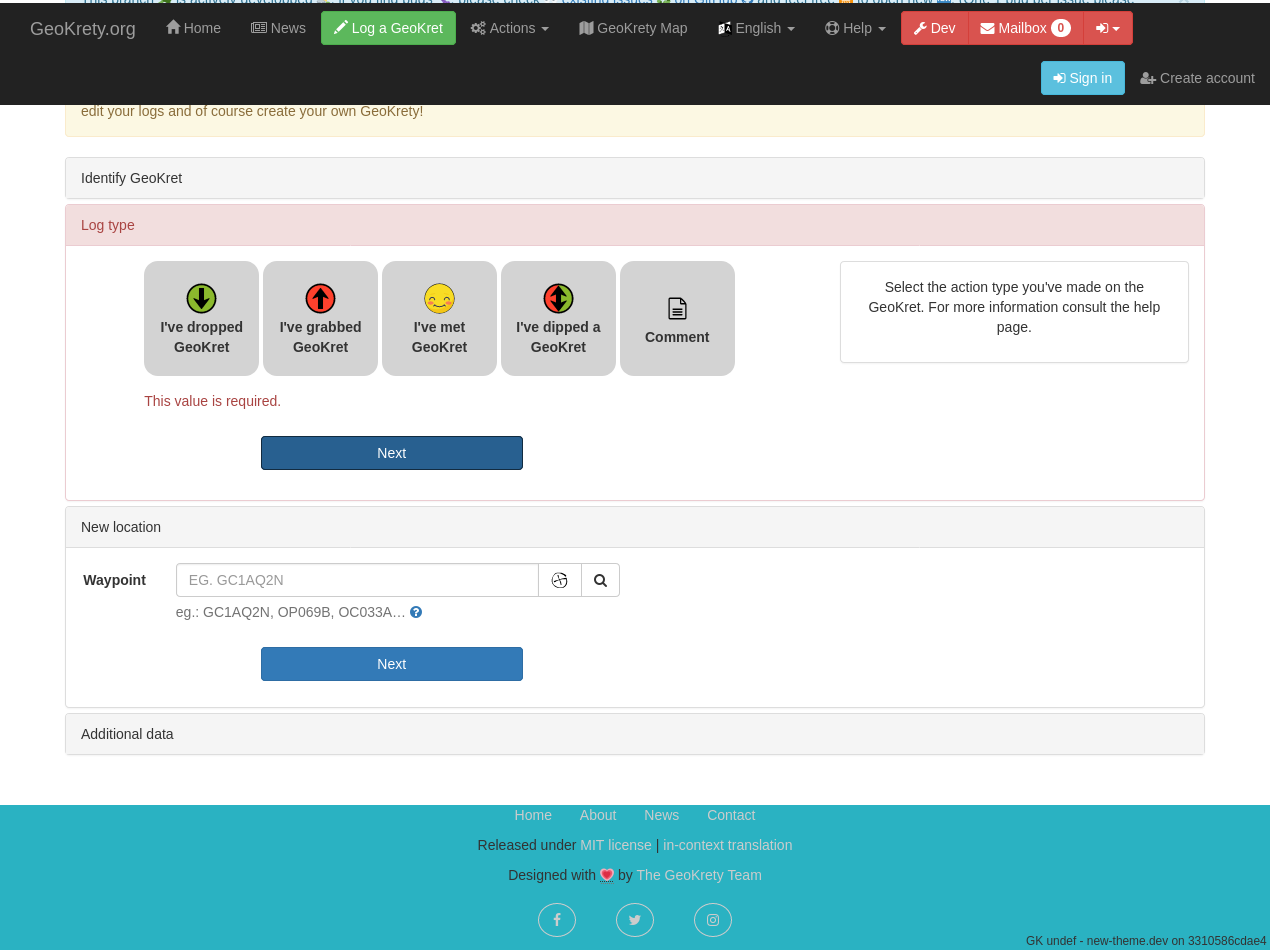 GeoKrety.org
Home
News
Log a GeoKret
Actions
GeoKrety Map
English
Help
Dev
Mailbox 0
Sign in
Create account
edit your logs and of course create your own GeoKrety!
Identify GeoKret
Log type
I've dropped
GeoKret
I've grabbed
GeoKret
I've met
GeoKret
I've dipped a
GeoKret
Comment
Select the action type you've made on the
GeoKret. For more information consult the help
page.
This value is required.
Next
New location
Waypoint
EG. GC1AQ2N
eg.: GC1AQ2N, OP069B, OC033A…
Next
Additional data
Home About News Contact
Released under MIT license | in-context translation
Designed with by The GeoKrety Team
GK undef - new-theme.dev on 3310586cdae4